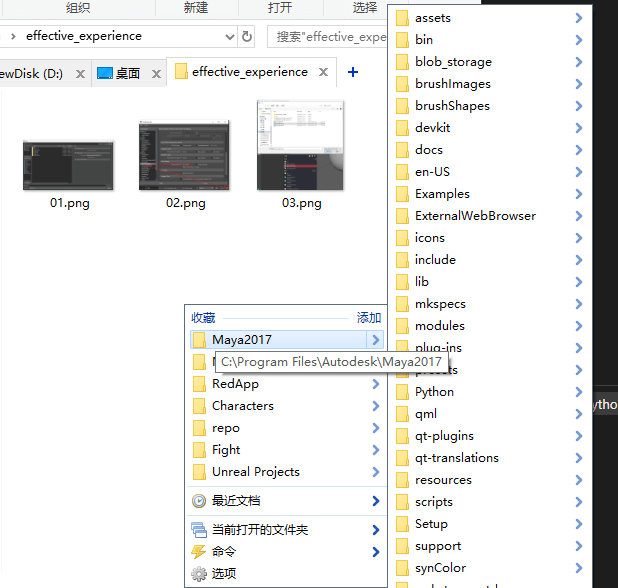 组织
新建
打开
选择
effective_experience
搜索"effective_expe
ewDisk (D:)
桌面
effective_experience
01.png
02.png
03.png
收藏
添加
Maya2017
C:\Program Files\Autodesk\Maya2017
RedApp
Characters
repo
Fight
Unreal Projects
最近文档
当前打开的文件夹
命令
选项
assets
bin
blob_storage
brushImages
brushShapes
devkit
docs
en-US
Examples
ExternalWebBrowser
icons
include
lib
mkspecs
modules
plug-ins
presets
Python
qml
qt-plugins
qt-translations
resources
scripts
Setup
support
synColor
ytho